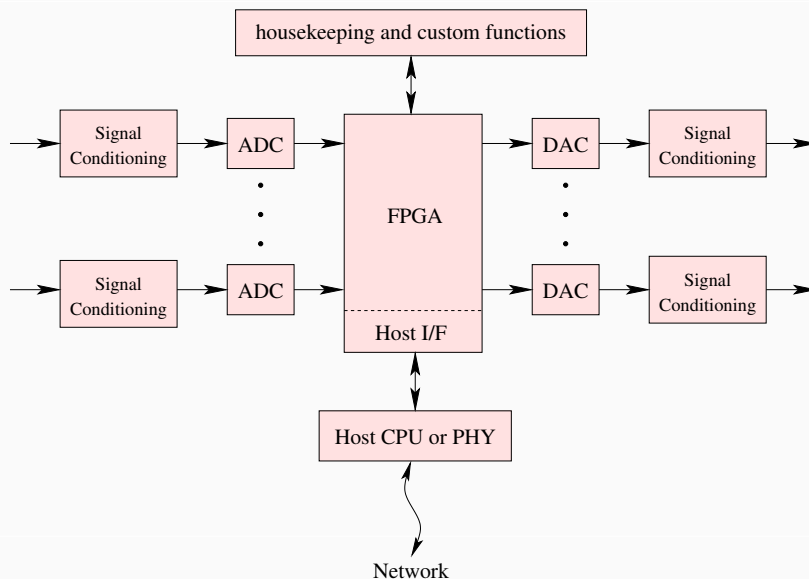 housekeeping and custom functions
Signal
Conditioning
ADC
DAC
Signal
Conditioning
FPGA
Signal
Conditioning
ADC
DAC
Signal
Conditioning
Host I/F
Host CPU or PHY
Network